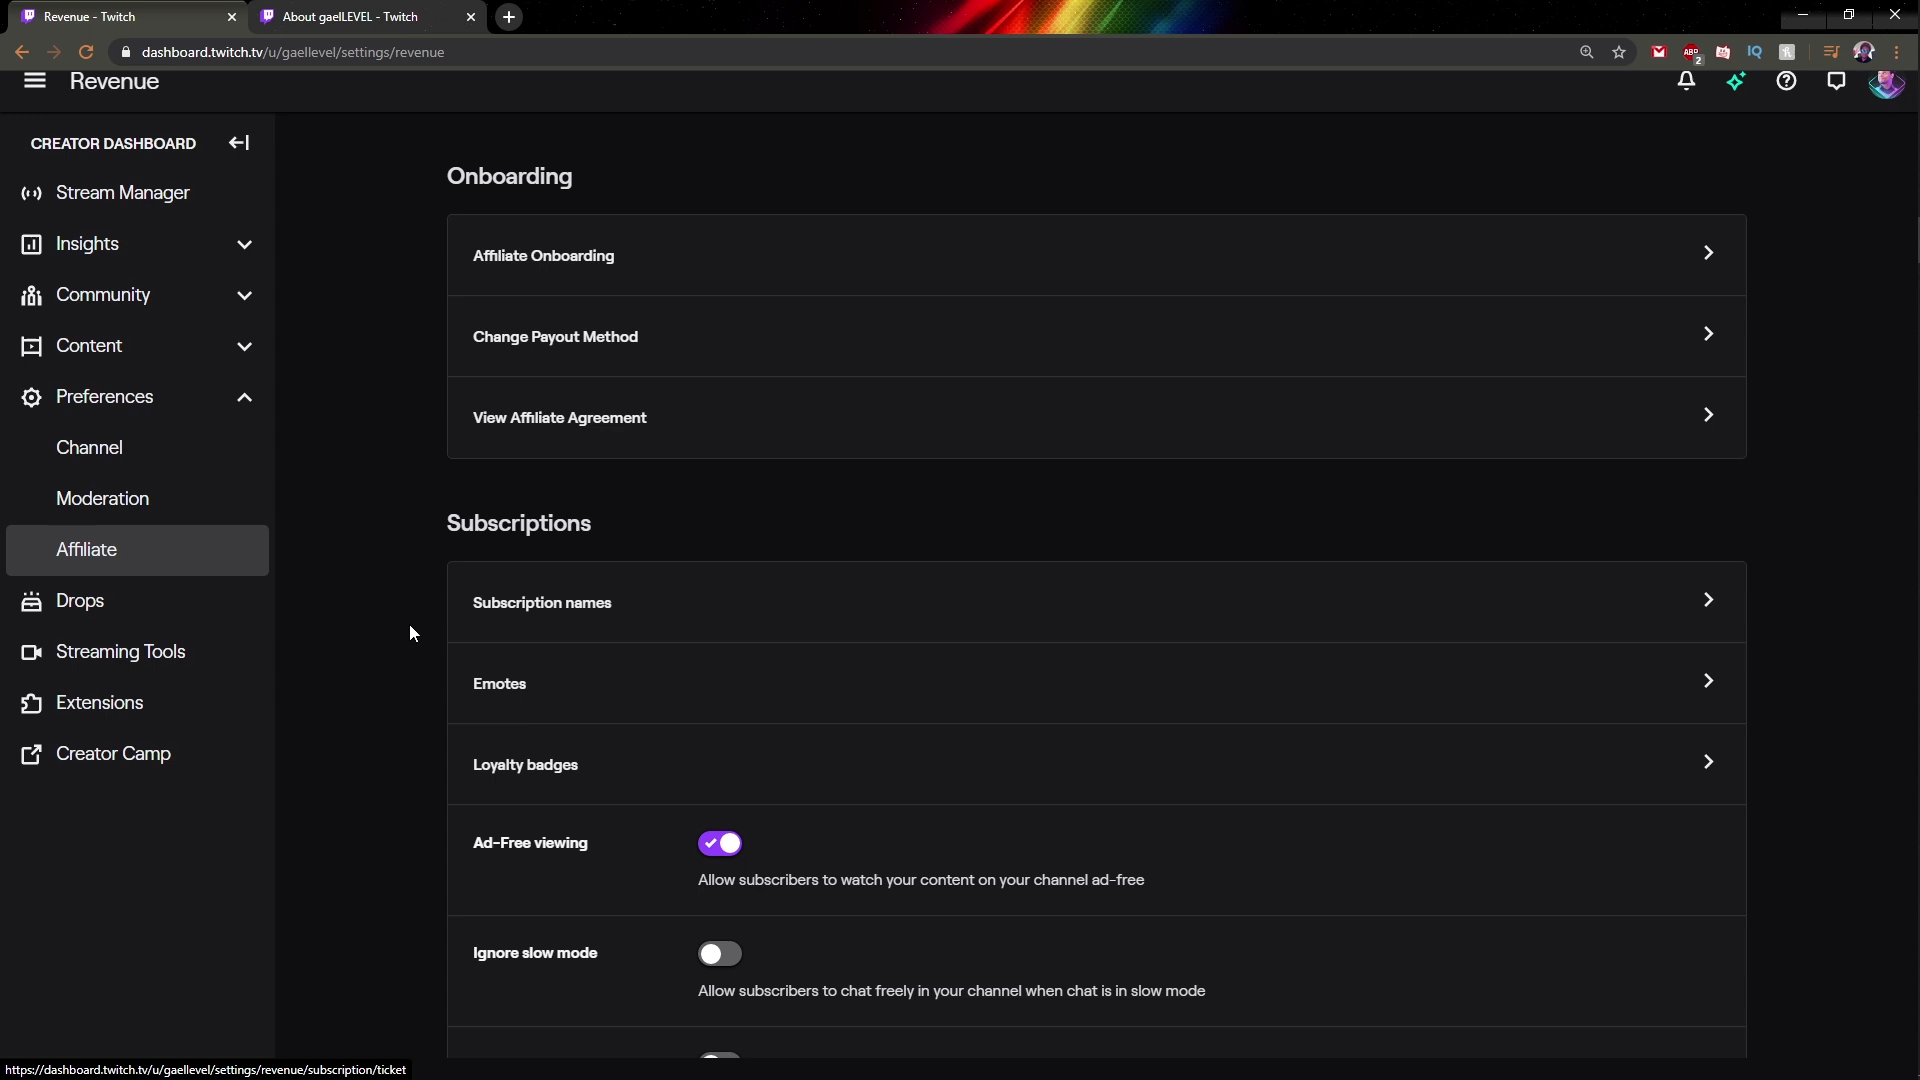 Revenue - Twitch
About gaelLEVEL - Twitch
dashboard.twitch.tv/u/gaellevel/settings/revenue
ABP
2
IQ
Revenue
CREATOR DASHBOARD
Stream Manager
Insights
Community
Content
Preferences
Channel
Moderation
Affiliate
Drops
Streaming Tools
Extensions
Creator Camp
Onboarding
Affiliate Onboarding
Change Payout Method
View Affiliate Agreement
Subscriptions
Subscription names
Emotes
Loyalty badges
Ad-Free viewing
Allow subscribers to watch your content on your channel ad-free
Ignore slow mode
Allow subscribers to chat freely in your channel when chat is in slow mode
https://dashboard.twitch.tv/u/gaellevel/settings/revenue/subscription/ticket